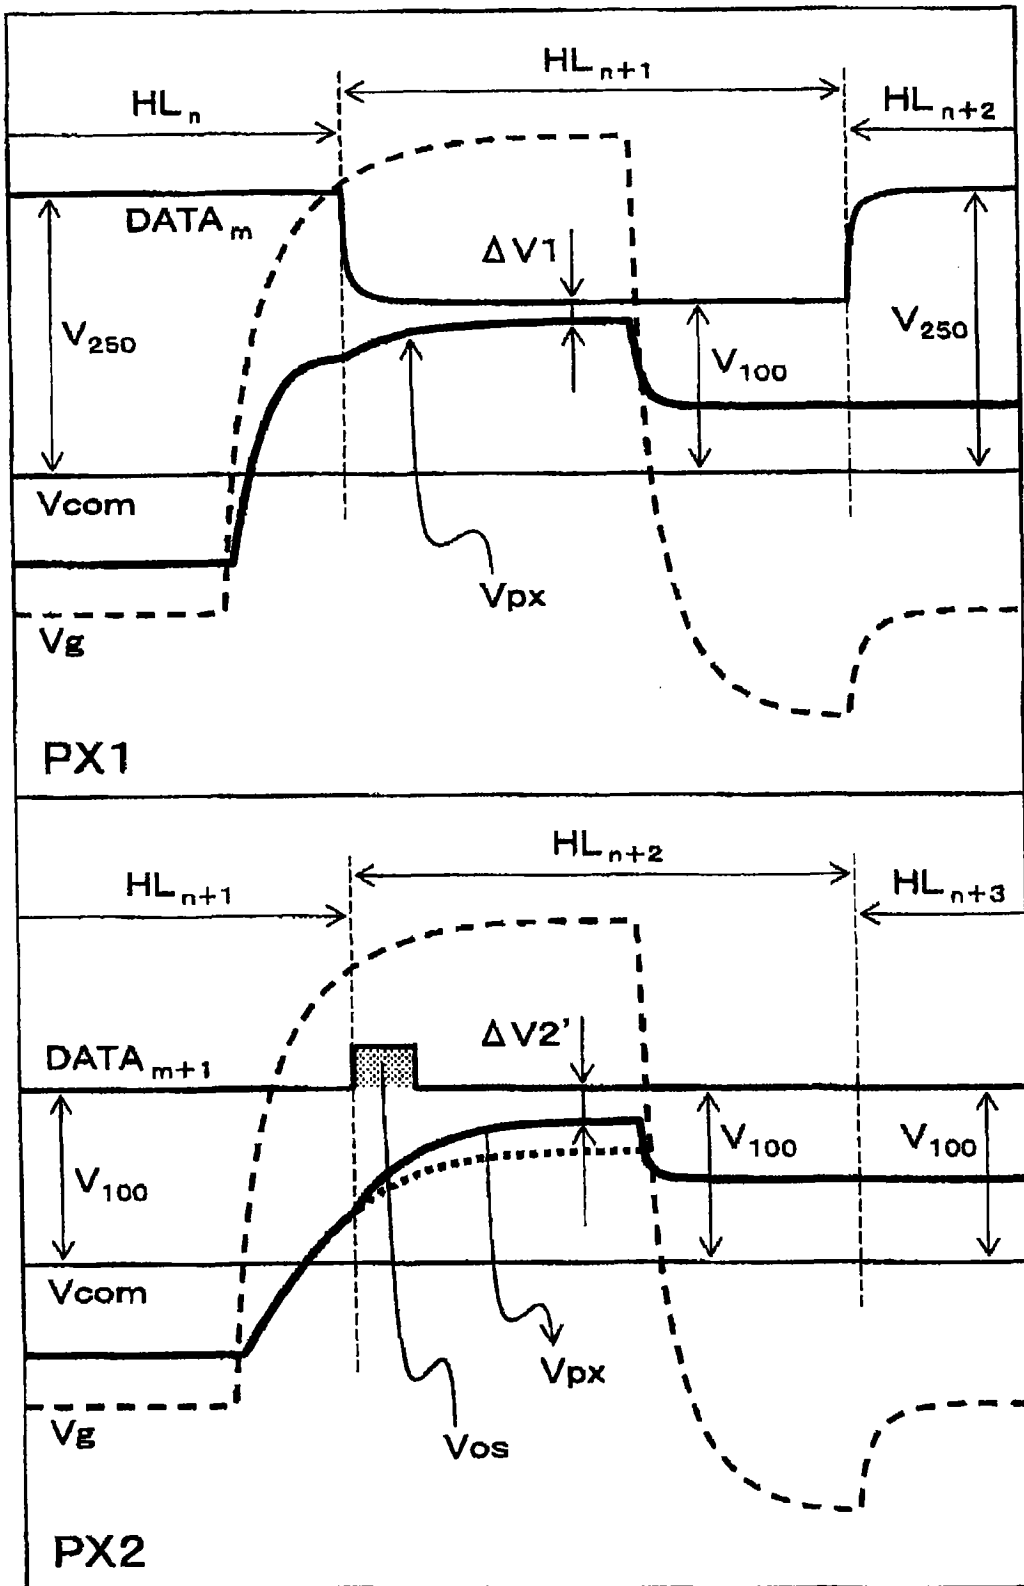 HLn+1
HLn
HLn+2
DATAm
ΔV1
V250
V250
V100
Vcom
Vpx
Vg
PX1
HLn+2
HLn+1
HLn+3
ΔV2'
DATAm+1
V100
V100
V100
Vcom
Vpx
Vg
Vos
PX2